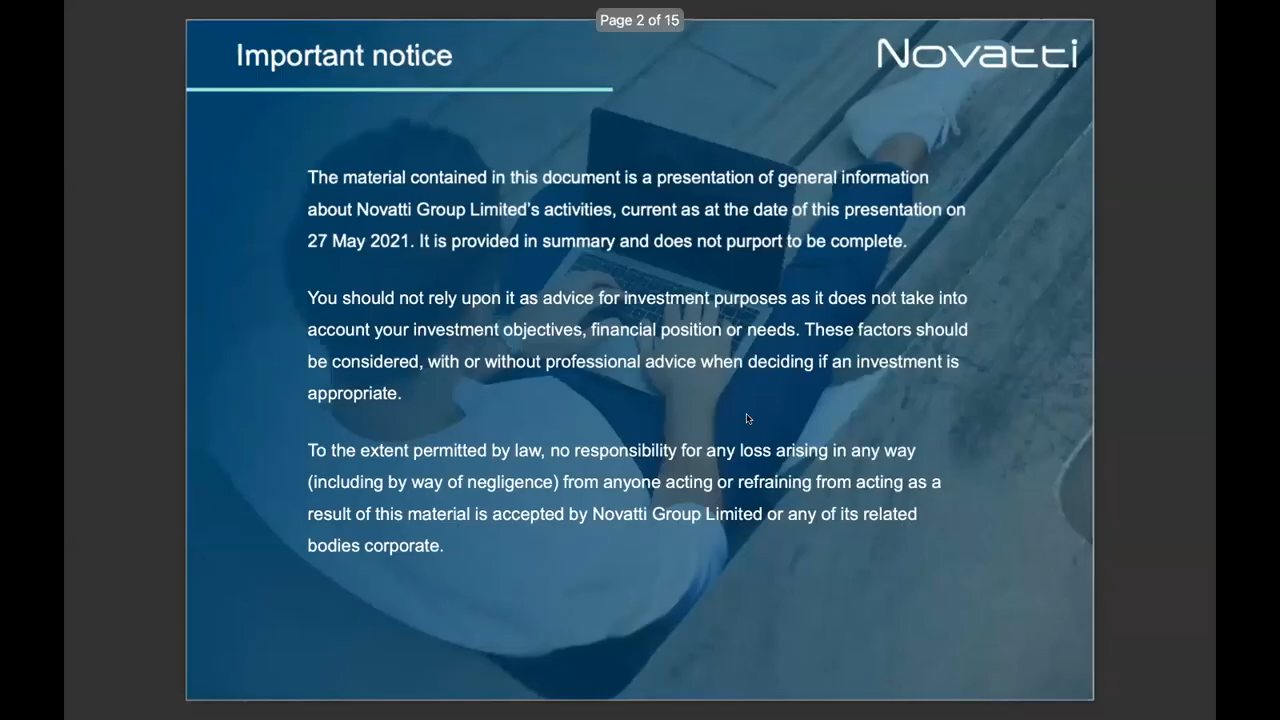 Page 2 of 15
Important notice
Novatti
The material contained in this document is a presentation of general information
about Novatti Group Limited's activities, current as at the date of this presentation on
27 May 2021. It is provided in summary and does not purport to be complete.
You should not rely upon it as advice for investment purposes as it does not take into
account your investment objectives, financial position or needs. These factors should
be considered, with or without professional advice when deciding if an investment is
appropriate.
To the extent permitted by law, no responsibility for any loss arising in any way
(including by way of negligence) from anyone acting or refraining from acting as a
result of this material is accepted by Novatti Group Limited or any of its related
bodies corporate.